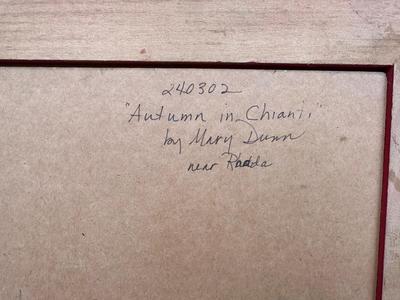 240302
"Autumn in Chianti"
by Mary Dunn
near Radda